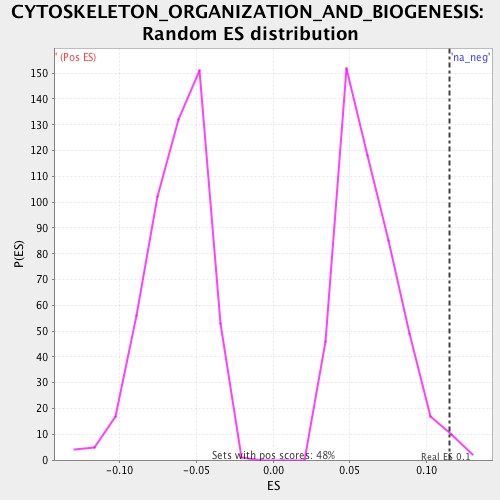 CYTOSKELETON_ORGANIZATION_AND_BIOGENESIS:
Random ES distribution
' (Pos ES)
'na_neg'
150
140
130
120
110
100
90
80
70
60
50
40
30
20
10
0
P(ES)
Sets with pos scores: 48%
Real ES 0.1
-0.10 -0.05 0.00 0.05 0.10
ES